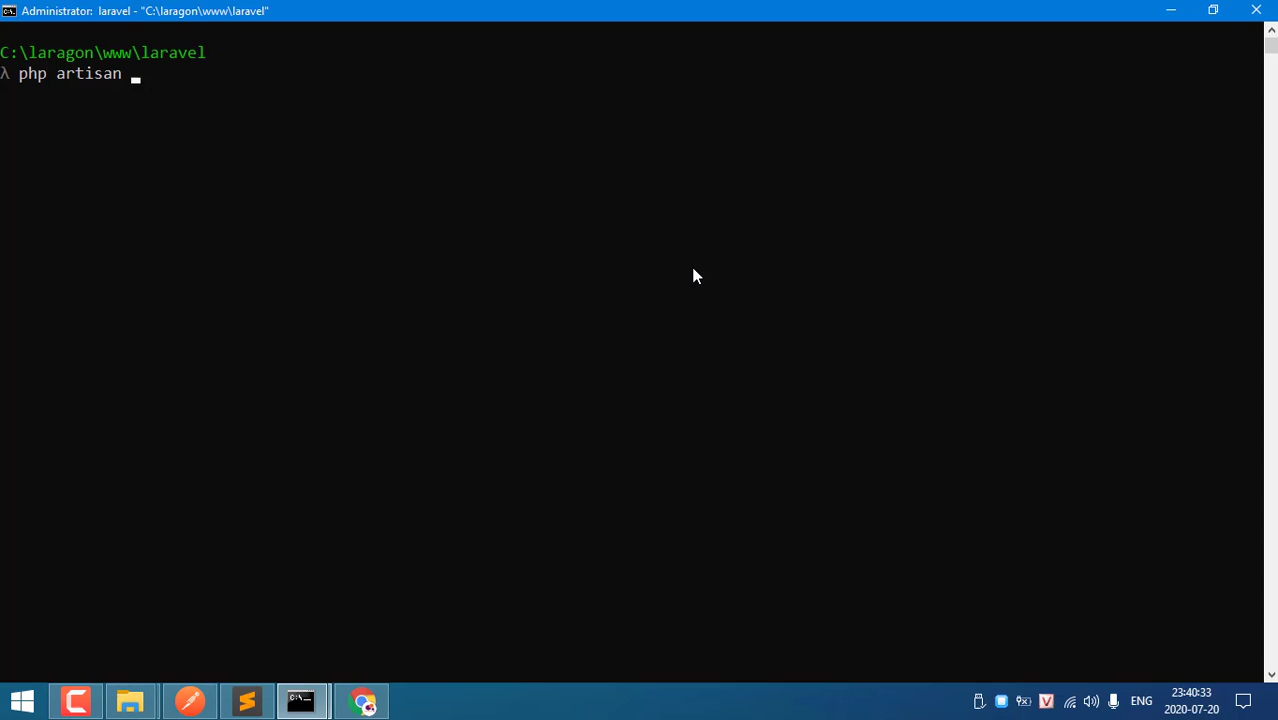 Administrator: laravel - "C:\laragon\www\laravel"
C:\laragon\www\laravel
λ php artisan
ENG
23:40:33
2020-07-20